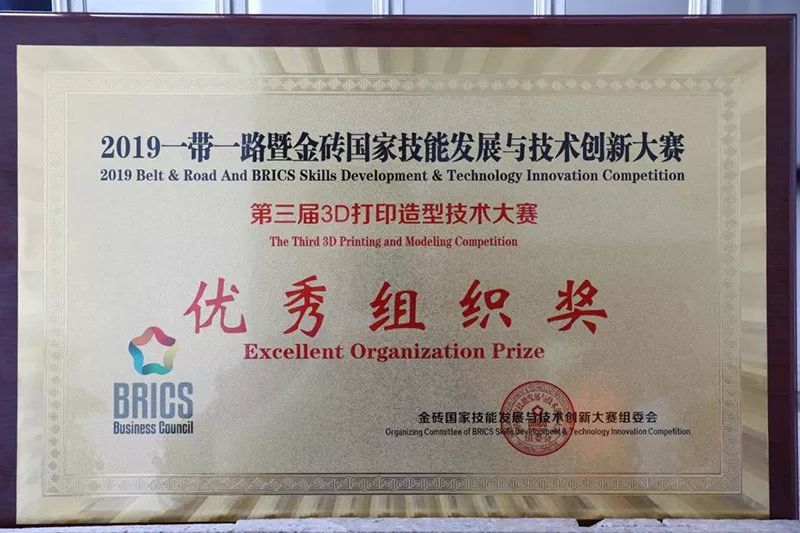 2019一带一路暨金砖国家技能发展与技术创新大赛
2019 Belt & Road And BRICS Skills Development & Technology Innovation Competition
第三届3D打印造型技术大赛
The Third 3D Printing and Modeling Competition
优秀组织奖
Excellent Organization Prize
BRICS
Business Council
金砖国家技能发展与技术创新大赛组委会
Organizing Committee of BRICS Skills Development & Technology Innovation Competition
组委会